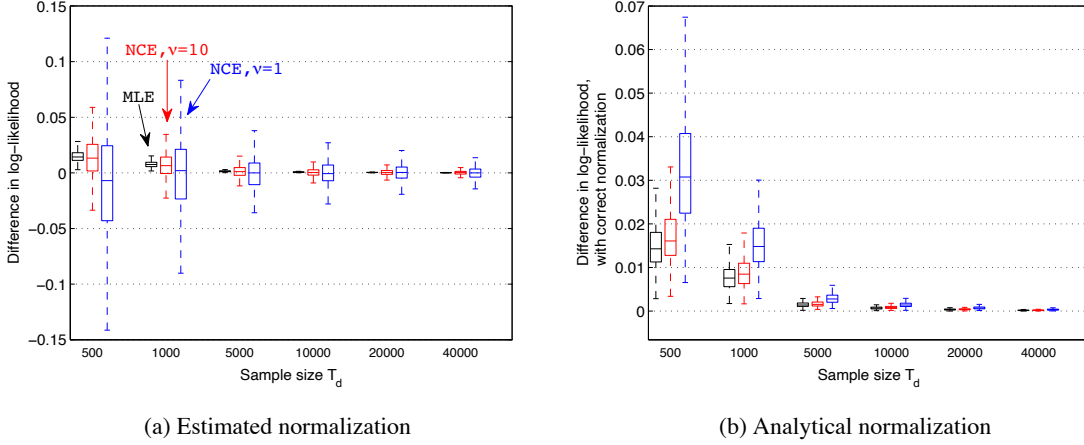 0.15
0.1
0.05
0
−0.05
−0.1
−0.15
Difference in log−likelihood
NCE,ν=10
NCE,ν=1
MLE
500 1000 5000 10000 20000 40000
Sample size T_d
(a) Estimated normalization
0.07
0.06
0.05
0.04
0.03
0.02
0.01
0
Difference in log−likelihood,
with correct normalization
500 1000 5000 10000 20000 40000
Sample size T_d
(b) Analytical normalization